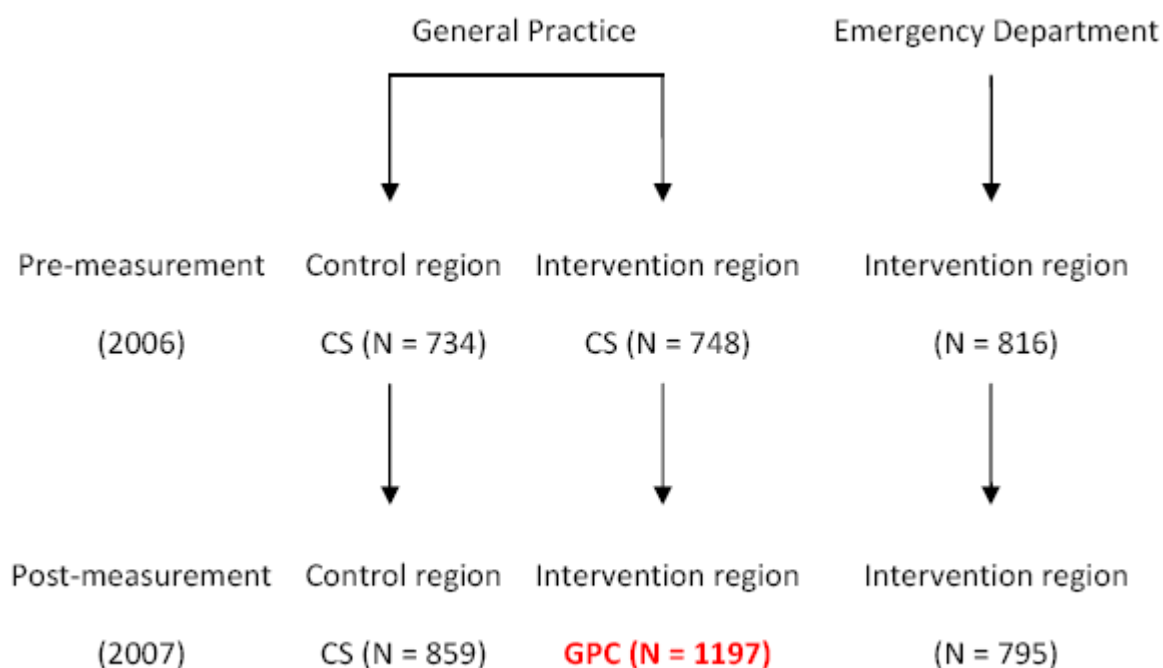 General Practice Emergency Department
Pre-measurement Control region Intervention region Intervention region
(2006) CS (N = 734) CS (N = 748) (N = 816)
Post-measurement Control region Intervention region Intervention region
(2007) CS (N = 859) GPC (N = 1197) (N = 795)